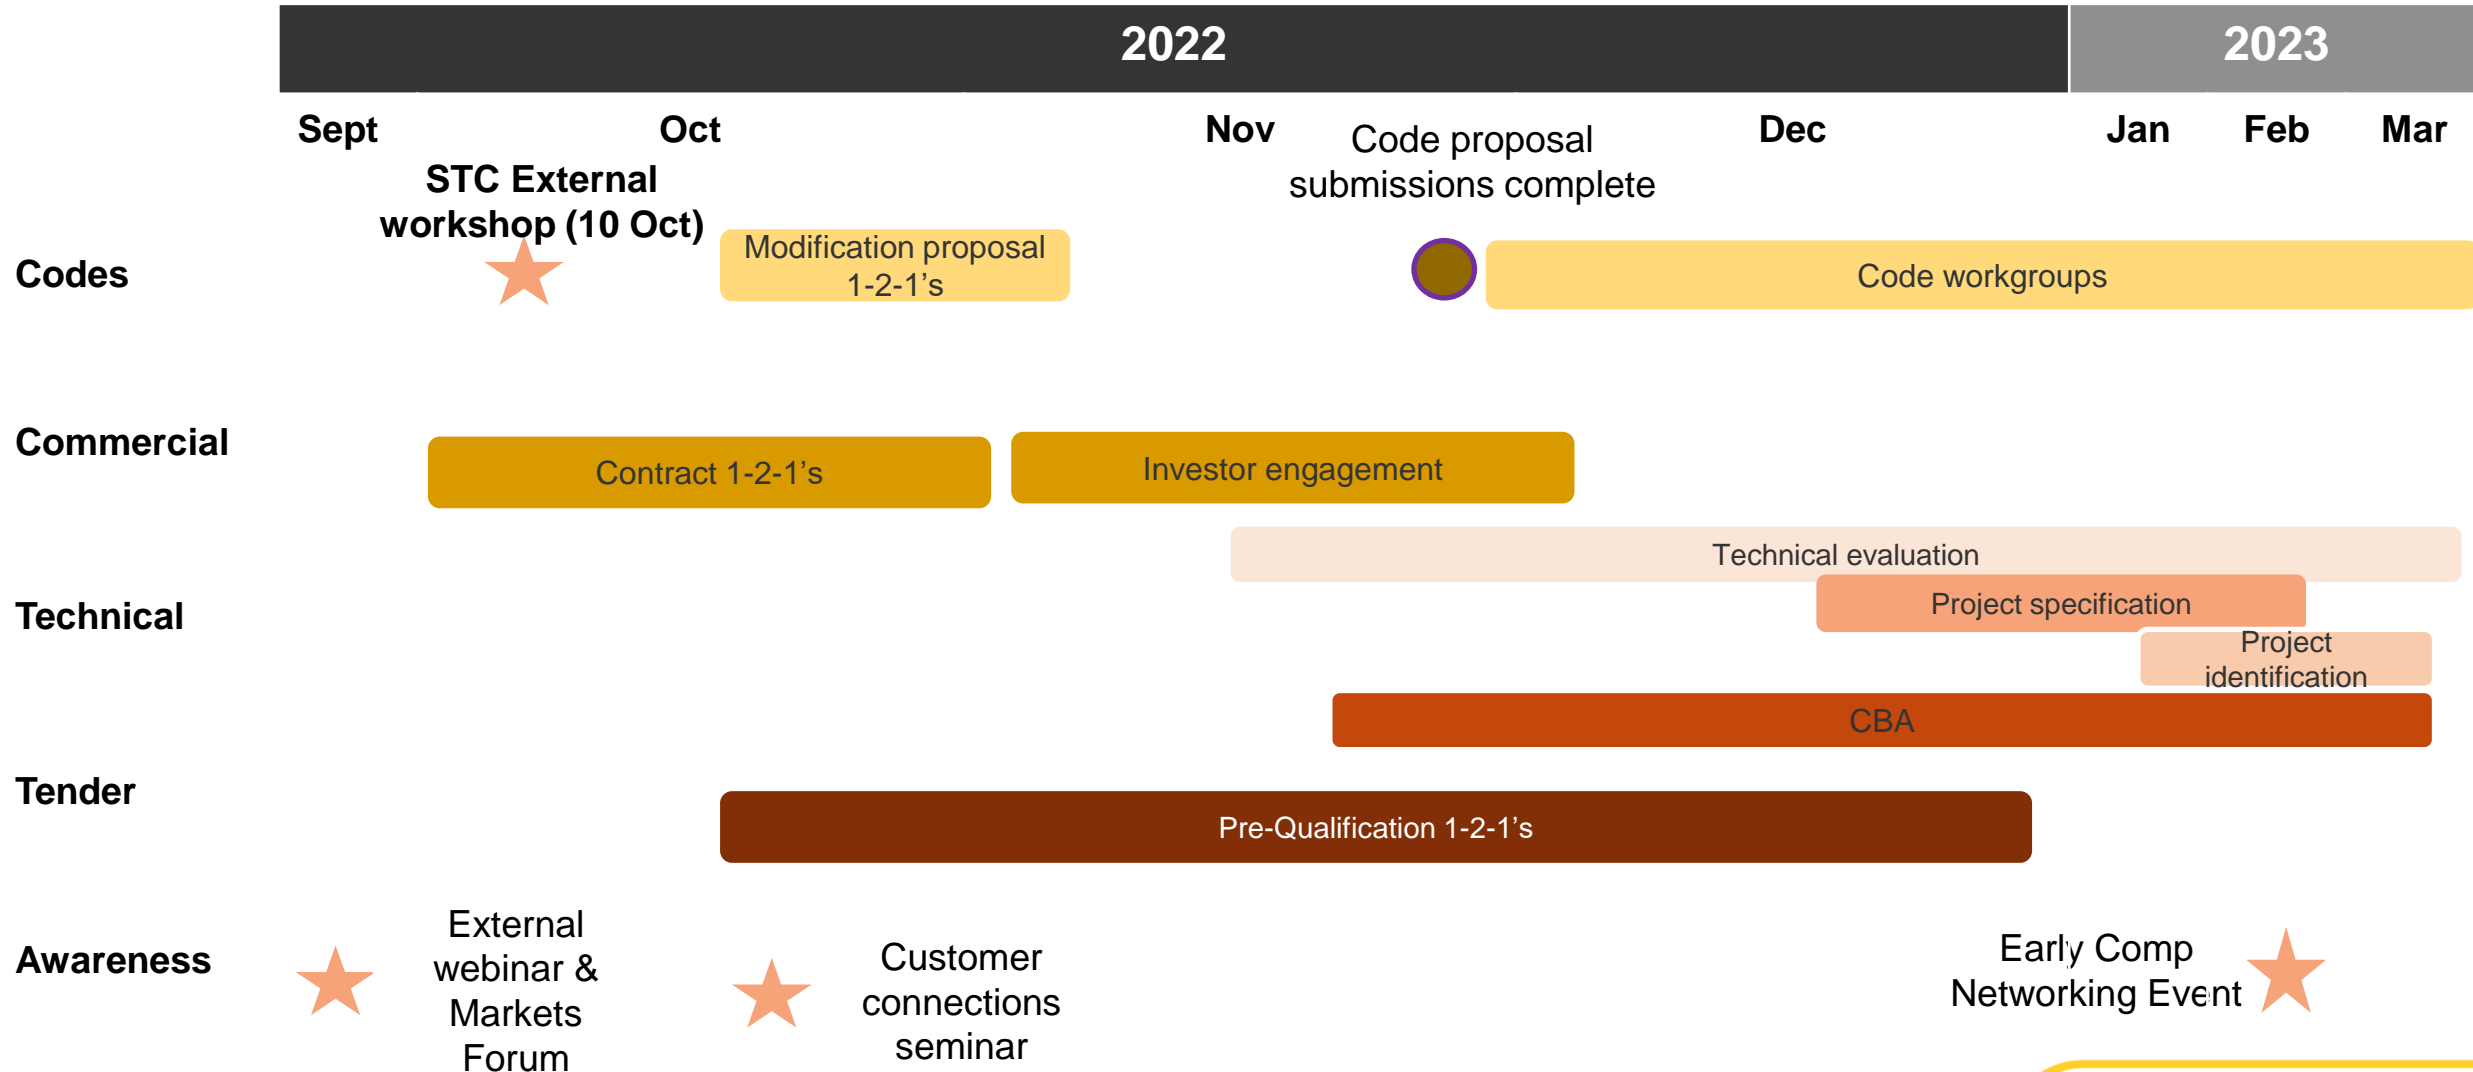 2022
2023
Sept
Oct
Nov
Dec
Jan
Feb
Mar
Code proposal
submissions complete
STC External
workshop (10 Oct)
Codes
Modification proposal
1-2-1’s
Code workgroups
Commercial
Contract 1-2-1’s
Investor engagement
Technical
Technical evaluation
Project specification
Project
identification
CBA
Tender
Pre-Qualification 1-2-1’s
Awareness
External
webinar &
Markets
Forum
Customer
connections
seminar
Early Comp
Networking Event